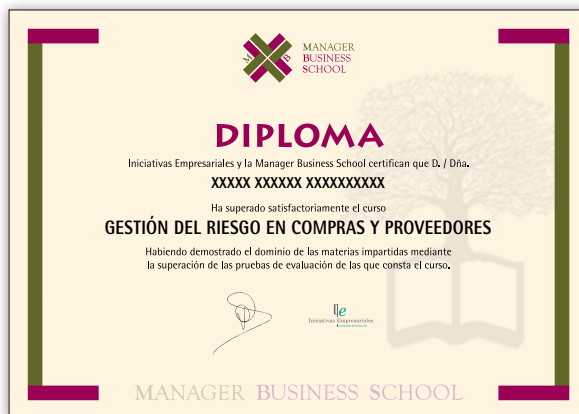 M B
MANAGER
BUSINESS
SCHOOL
DIPLOMA
Iniciativas Empresariales y la Manager Business School certifican que D. / Dña.
XXXXX XXXXXX XXXXXXXXXX
Ha superado satisfactoriamente el curso
GESTIÓN DEL RIESGO EN COMPRAS Y PROVEEDORES
Habiendo demostrado el dominio de las materias impartidas mediante
la superación de las pruebas de evaluación de las que consta el curso.
Ie
Iniciativas Empresariales
MANAGER BUSINESS SCHOOL